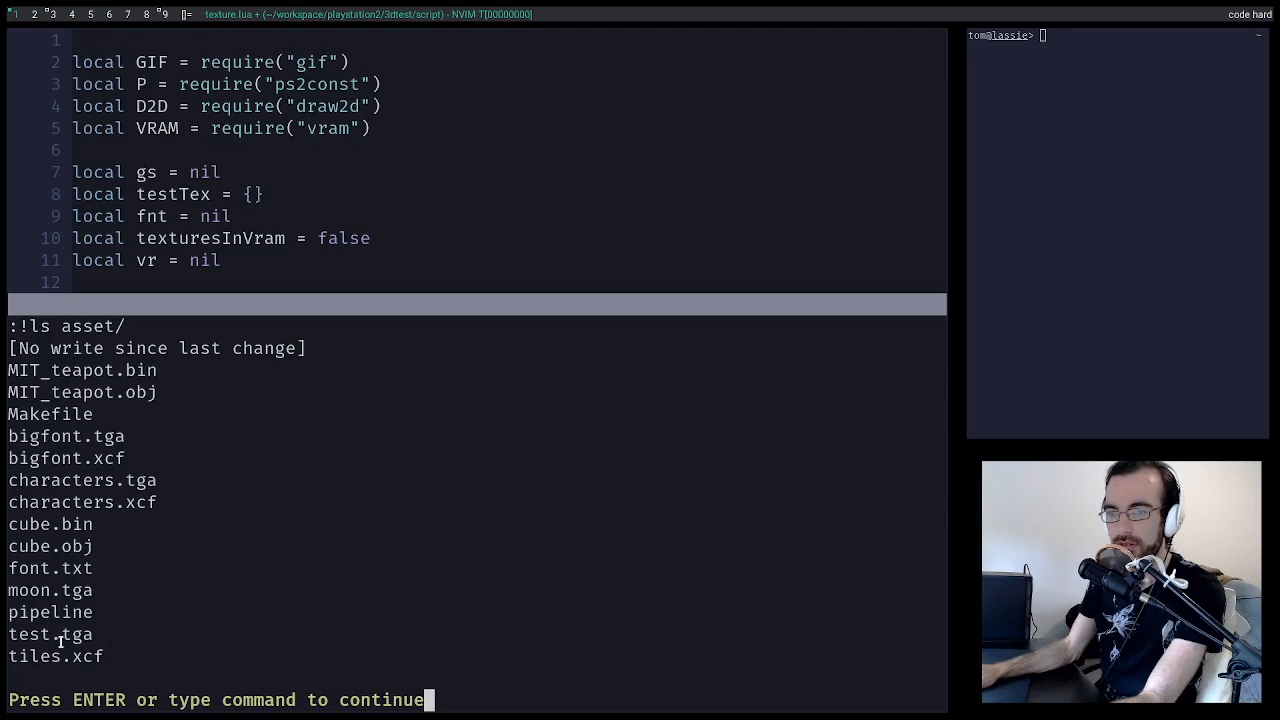 1 2 3 4 5 6 7 8 9 []= texture.lua + (~/workspace/playstation2/3dtest/script) - NVIM T[00000000] code hard
1
2 local GIF = require("gif")
3 local P = require("ps2const")
4 local D2D = require("draw2d")
5 local VRAM = require("vram")
6
7 local gs = nil
8 local testTex = {}
9 local fnt = nil
10 local texturesInVram = false
11 local vr = nil
12
:!ls asset/
[No write since last change]
MIT_teapot.bin
MIT_teapot.obj
Makefile
bigfont.tga
bigfont.xcf
characters.tga
characters.xcf
cube.bin
cube.obj
font.txt
moon.tga
pipeline
test.tga
tiles.xcf
Press ENTER or type command to continue
tom@lassie> ~